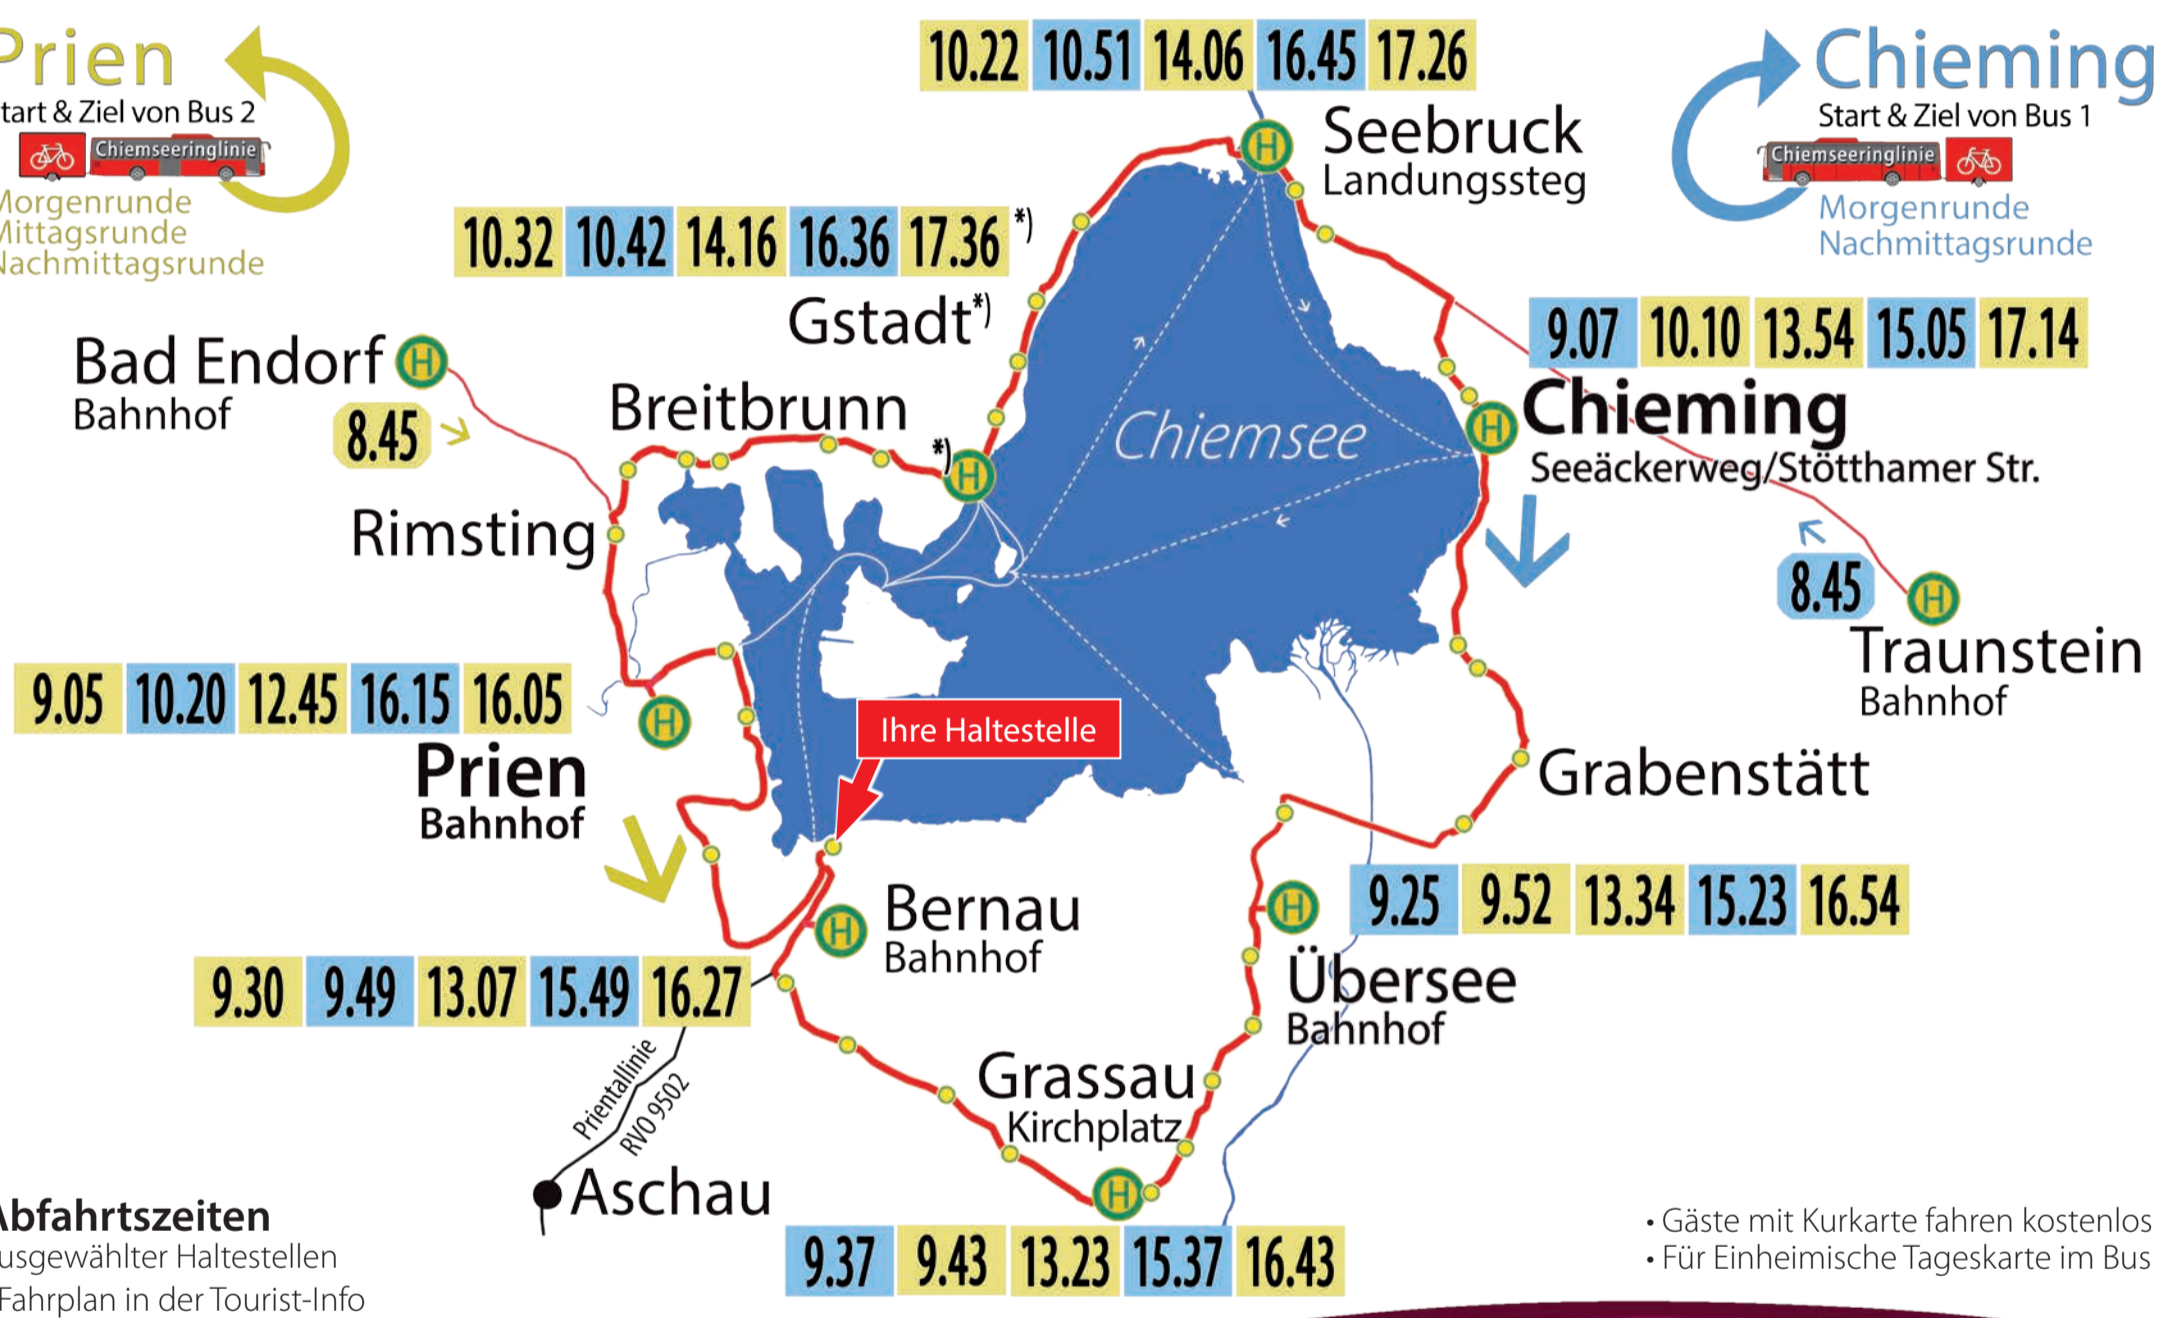 10.22 10.51 14.06 16.45 17.26
Prien
tart & Ziel von Bus 2
Chiemseeringlinie
Morgenrunde
Mittagsrunde
Nachmittagsrunde
Chieming
Start & Ziel von Bus 1
Chiemseeringlinie
Morgenrunde
Nachmittagsrunde
Seebruck
Landungssteg
H
10.32 10.42 14.16 16.36 17.36 *)
Gstadt*)
Bad Endorf H
Bahnhof
8.45
Breitbrunn
*)
H
Chiemsee
9.07 10.10 13.54 15.05 17.14
H Chieming
Seeäckerweg/Stötthamer Str.
Rimsting
8.45
H
Traunstein
Bahnhof
9.05 10.20 12.45 16.15 16.05
H
Prien
Bahnhof
Ihre Haltestelle
Grabenstätt
H Bernau
Bahnhof
H 9.25 9.52 13.34 15.23 16.54
Übersee
Bahnhof
9.30 9.49 13.07 15.49 16.27
Prientallinie
RVO 9502
Aschau
Grassau
Kirchplatz
H
9.37 9.43 13.23 15.37 16.43
Abfahrtszeiten
usgewählter Haltestellen
Fahrplan in der Tourist-Info
• Gäste mit Kurkarte fahren kostenlos
• Für Einheimische Tageskarte im Bus